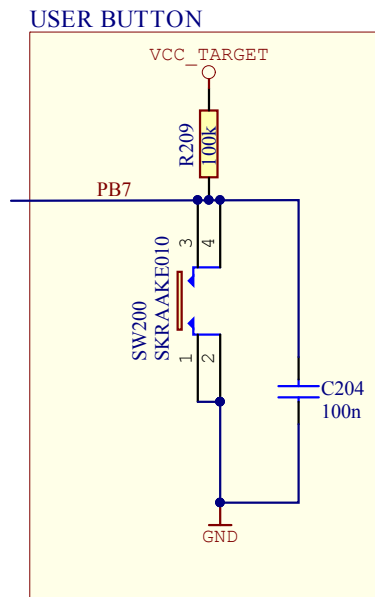 USER BUTTON
VCC_TARGET
R209
100k
PB7
3
4
SW200
SKRAAKE010
1
2
C204
100n
GND